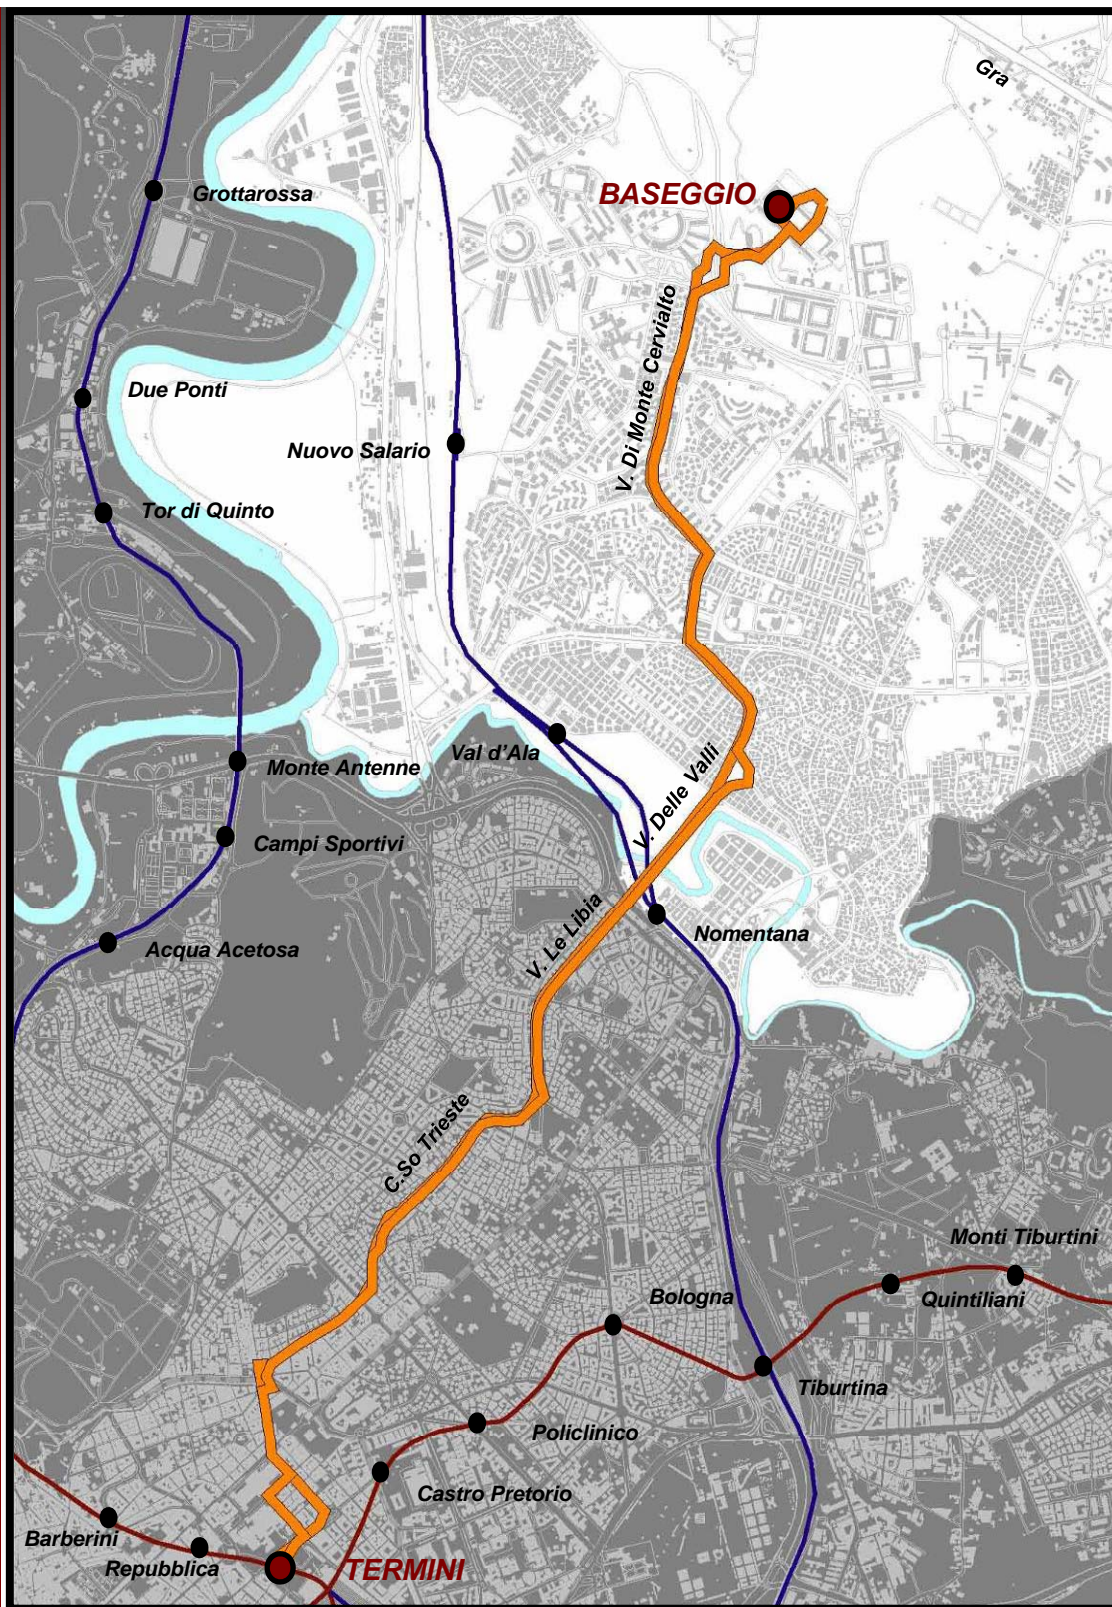 Gra
BASEGGIO
Grottarossa
V. Di Monte Cervialto
Due Ponti
Nuovo Salario
Tor di Quinto
Val d'Ala
Monte Antenne
V. Delle Valli
Campi Sportivi
V. Le Libia
Nomentana
Acqua Acetosa
C.So Trieste
Monti Tiburtini
Bologna
Quintiliani
Tiburtina
Policlinico
Castro Pretorio
Barberini
Repubblica
TERMINI